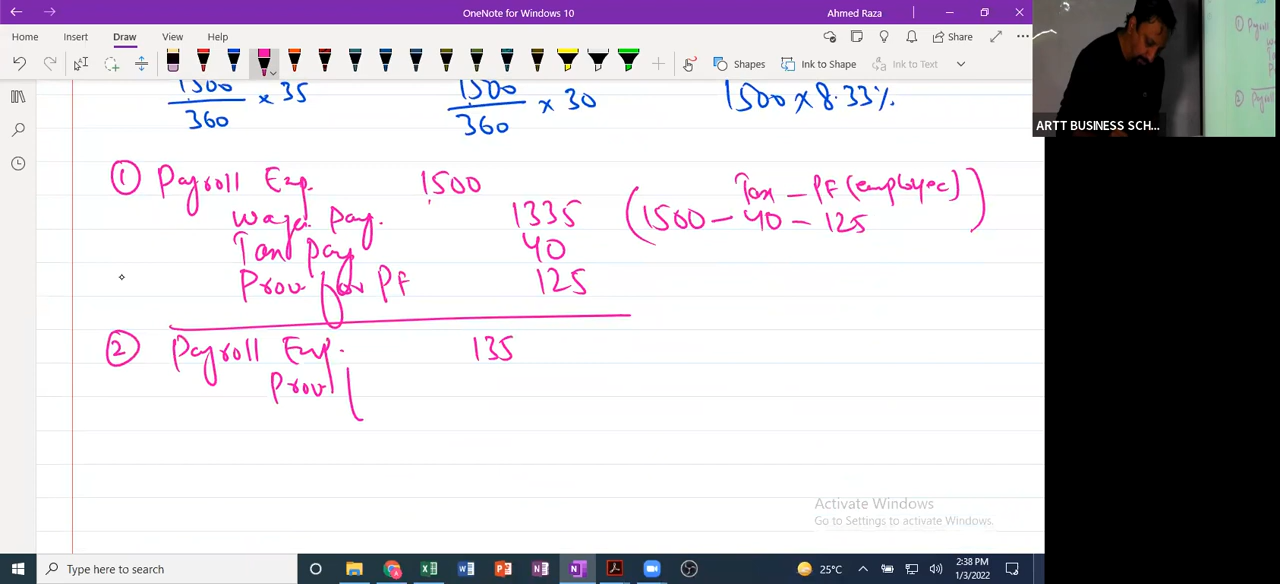 OneNote for Windows 10
Ahmed Raza
Home Insert Draw View Help
Share
Shapes Ink to Shape Ink to Text
1500/360 × 35 1500/360 × 30 1500 × 8.33%
ARTT BUSINESS SCH...
① Payroll Exp. 1500
Tax – PF (employee)
Wage Pay. 1335 (1500 – 40 – 125)
Tax pay 40
Prov for PF 125
② Payroll Exp. 135
Prov
Activate Windows
Go to Settings to activate Windows.
Type here to search
25°C
2:38 PM
1/3/2022